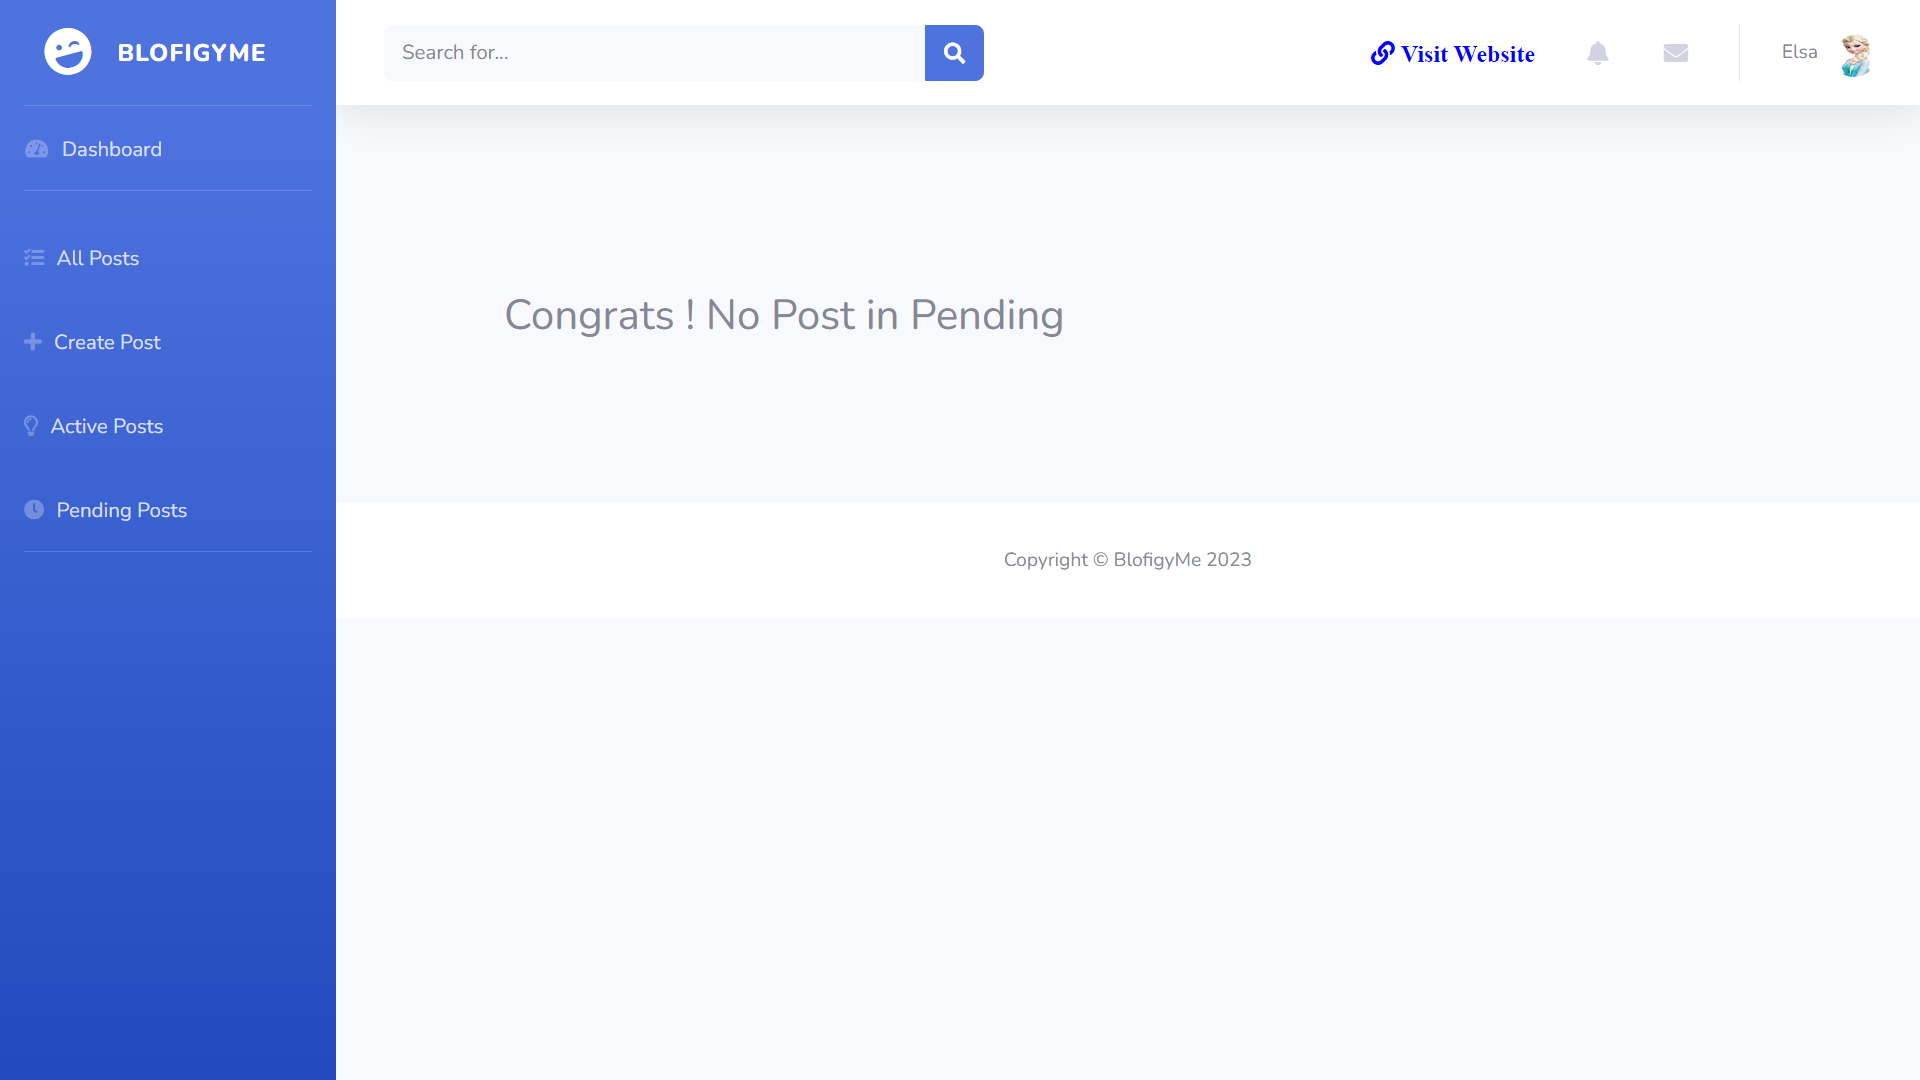 BLOFIGYME
Search for...
Visit Website
Elsa
Dashboard
All Posts
Create Post
Active Posts
Pending Posts
Congrats ! No Post in Pending
Copyright © BlofigyMe 2023